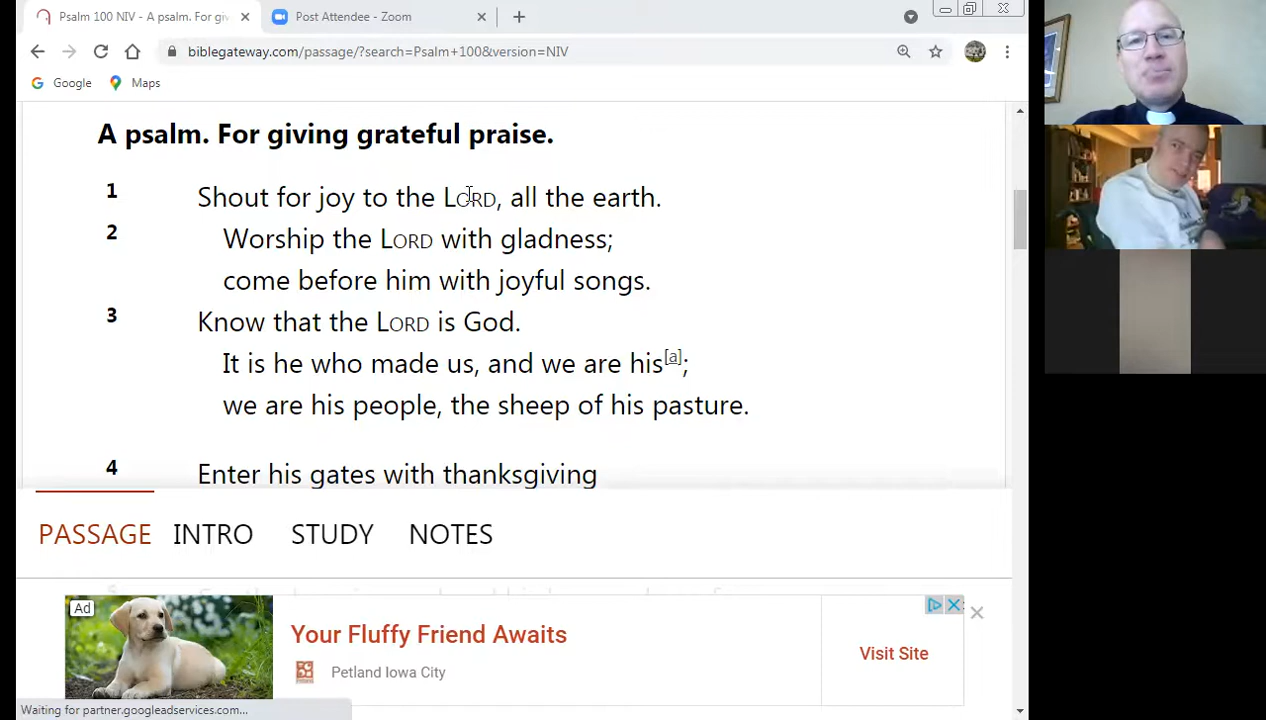 Psalm 100 NIV - A psalm. For giv
Post Attendee - Zoom
biblegateway.com/passage/?search=Psalm+100&version=NIV
Google
Maps
A psalm. For giving grateful praise.
1 Shout for joy to the LORD, all the earth.
2 Worship the LORD with gladness;
come before him with joyful songs.
3 Know that the LORD is God.
It is he who made us, and we are his[a];
we are his people, the sheep of his pasture.
4 Enter his gates with thanksgiving
PASSAGE INTRO STUDY NOTES
Ad
Your Fluffy Friend Awaits
Petland Iowa City
Visit Site
Waiting for partner.googleadservices.com...